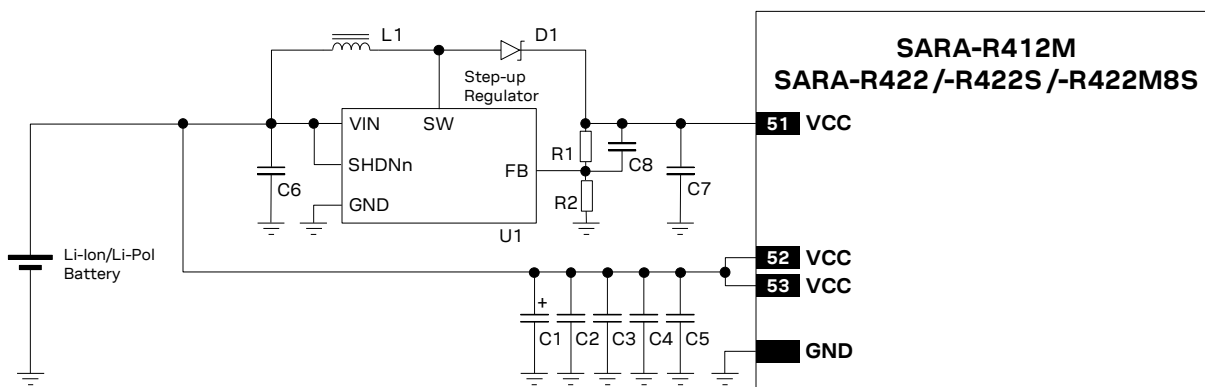 SARA-R412M
SARA-R422 /-R422S /-R422M8S
L1
D1
Step-up
Regulator
51 VCC
VIN
SW
R1
C8
SHDNn
FB
C6
C7
R2
GND
U1
Li-Ion/Li-Pol
Battery
52 VCC
53 VCC
+
C1
C2
C3
C4
C5
GND